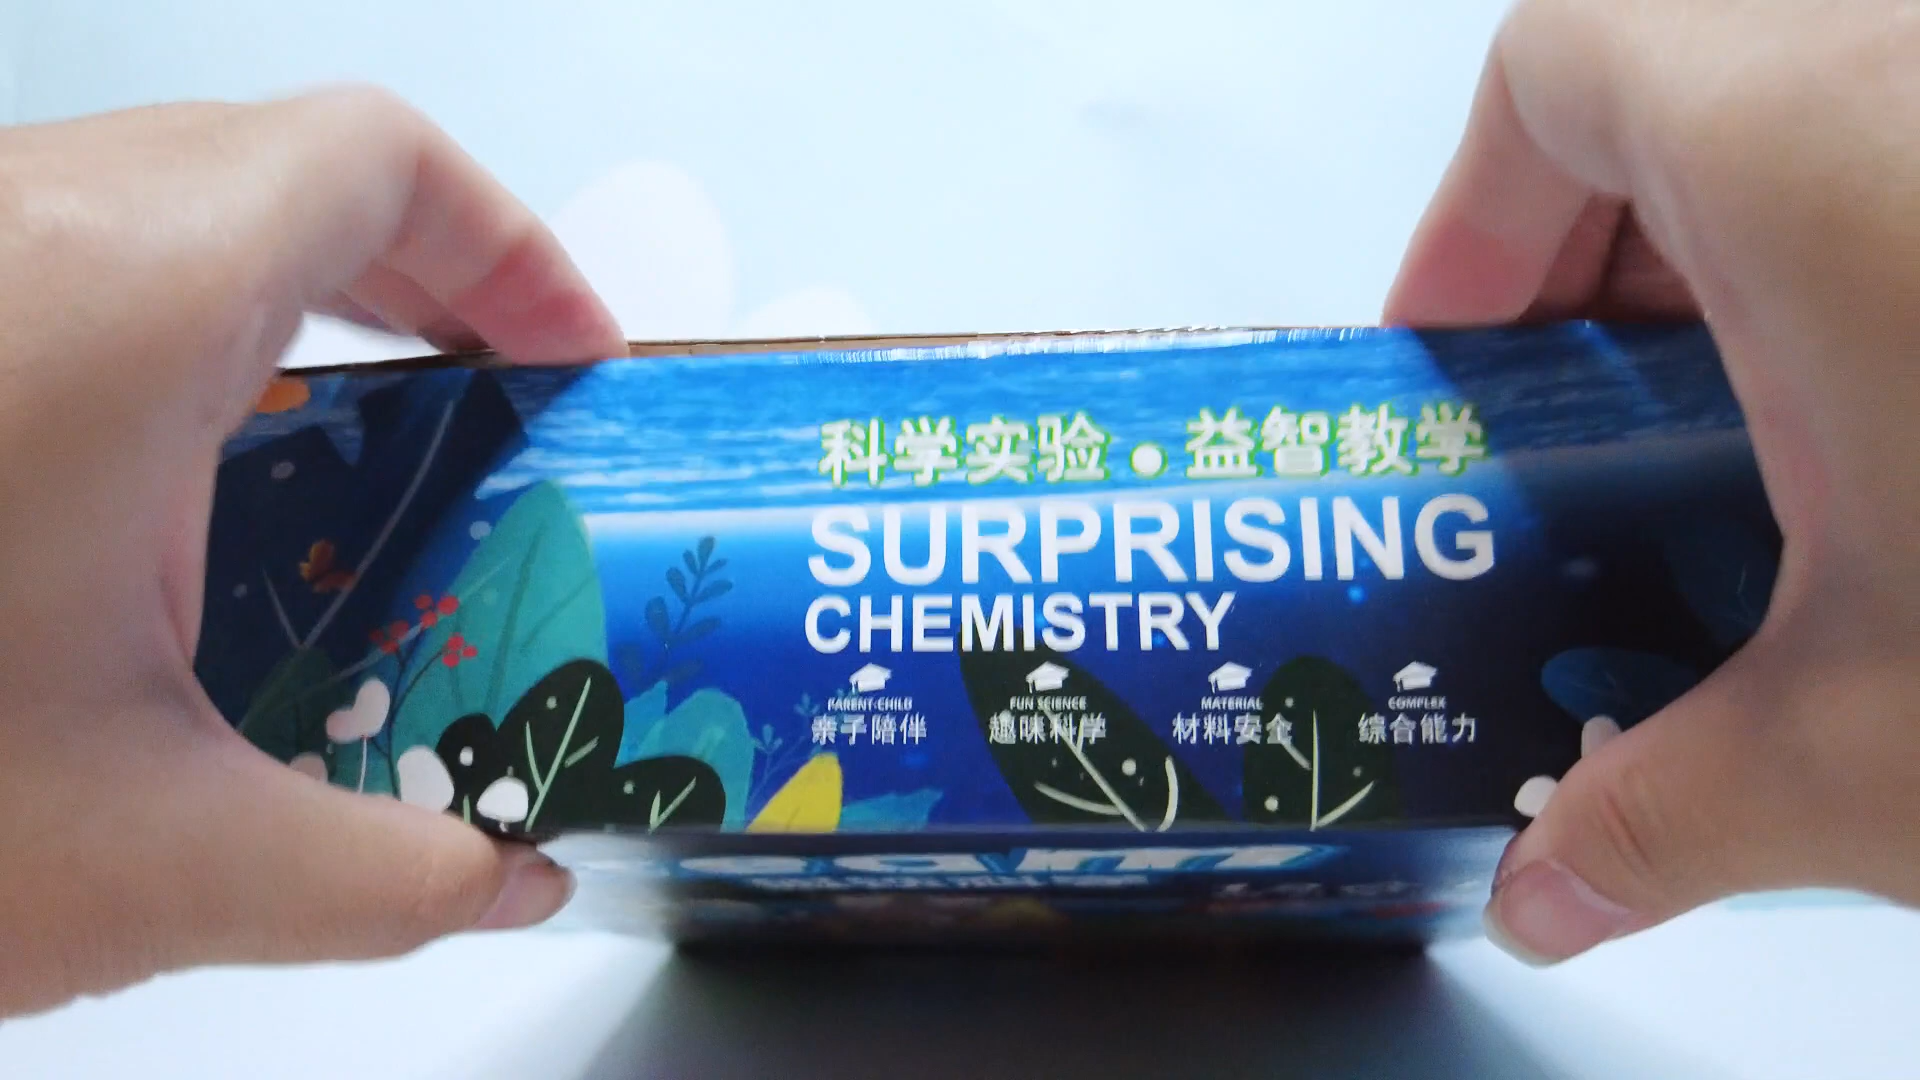 科学实验·益智教学
SURPRISING
CHEMISTRY
PARENT-CHILD FUN SCIENCE MATERIAL COMPLEX
亲子陪伴 趣味科学 材料安全 综合能力